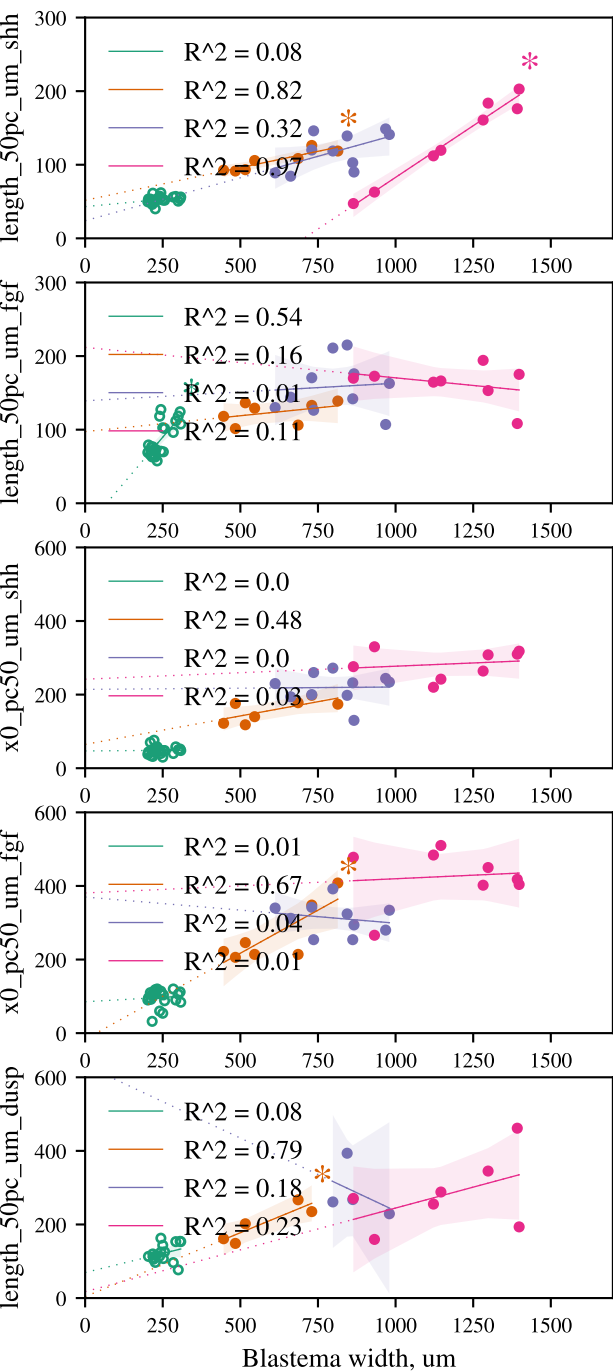 300
R^2 = 0.08
R^2 = 0.82
R^2 = 0.32
R^2 = 0.97
200
100
0
length_50pc_um_shh
*
*
0 250 500 750 1000 1250 1500
300
R^2 = 0.54
R^2 = 0.16
R^2 = 0.01
R^2 = 0.11
200
100
0
length_50pc_um_fgf
*
0 250 500 750 1000 1250 1500
600
R^2 = 0.0
R^2 = 0.48
R^2 = 0.0
R^2 = 0.03
400
200
0
x0_pc50_um_shh
0 250 500 750 1000 1250 1500
600
R^2 = 0.01
R^2 = 0.67
R^2 = 0.04
R^2 = 0.01
400
200
0
x0_pc50_um_fgf
*
0 250 500 750 1000 1250 1500
600
R^2 = 0.08
R^2 = 0.79
R^2 = 0.18
R^2 = 0.23
400
200
0
length_50pc_um_dusp
*
0 250 500 750 1000 1250 1500
Blastema width, um